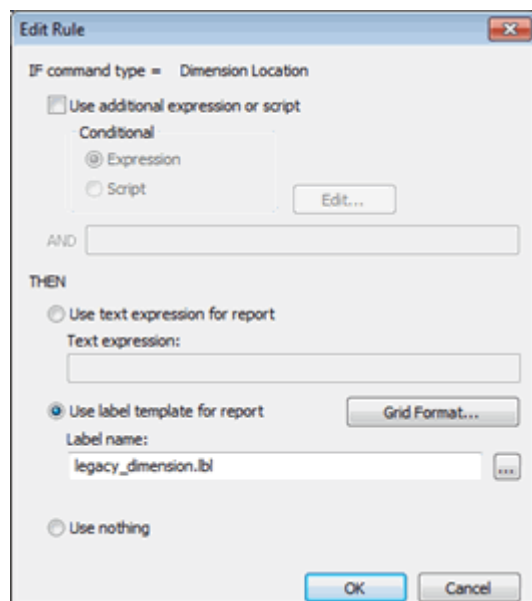 Edit Rule
IF command type = Dimension Location
Use additional expression or script
Conditional
Expression
Script
Edit...
AND
THEN
Use text expression for report
Text expression:
Use label template for report
Grid Format...
Label name:
legacy_dimension.lbl
...
Use nothing
OK
Cancel